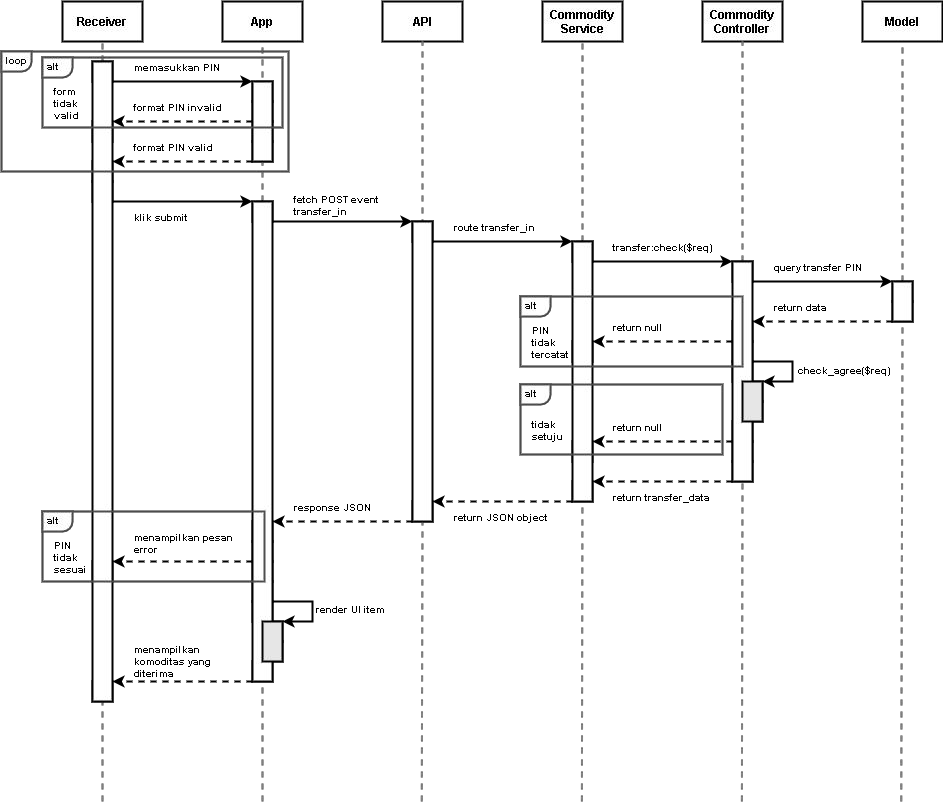 Receiver
App
API
Commodity
Service
Commodity
Controller
Model
loop
alt
memasukkan PIN
form
tidak
valid
format PIN invalid
format PIN valid
klik submit
fetch POST event
transfer_in
route transfer_in
transfer:check($req)
query transfer PIN
return data
alt
PIN
tidak
tercatat
return null
check_agree($req)
alt
tidak
setuju
return null
return transfer_data
return JSON object
response JSON
alt
PIN
tidak
sesuai
menampilkan pesan
error
render UI item
menampilkan
komoditas yang
diterima